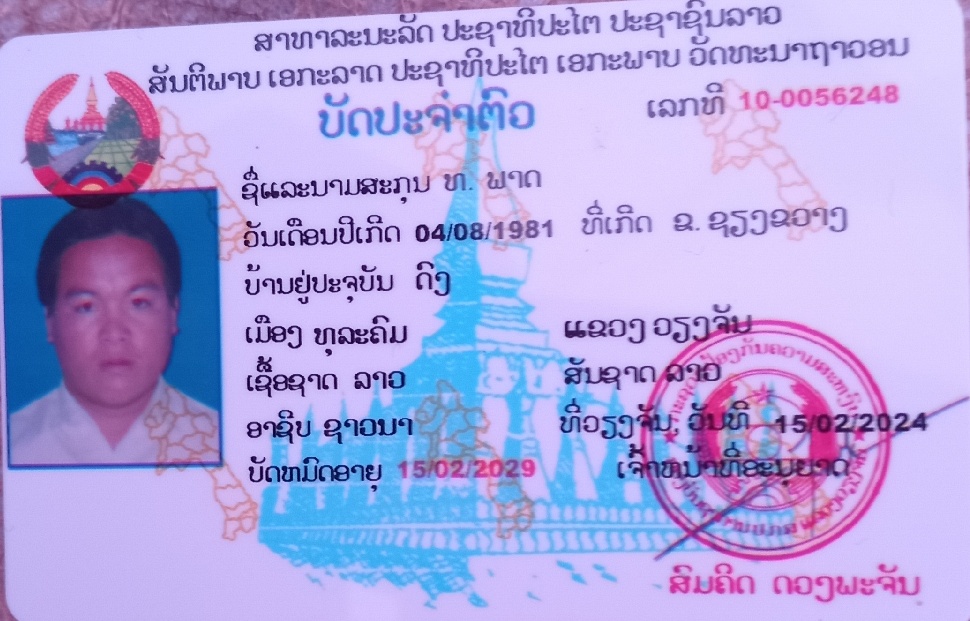 ສາທາລະນະລັດ ປະຊາທິປະໄຕ ປະຊາຊົນລາວ
ສັນຕິພາບ ເອກະລາດ ປະຊາທິປະໄຕ ເອກະພາບ ວັດທະນາຖາວອນ
ບັດປະຈຳຕົວ ເລກທີ 10-0056248
ຊື່ແລະນາມສະກຸນ ທ. ພາດ
ວັນເດືອນປີເກີດ 04/08/1981 ທີ່ເກີດ ຂ. ຊຽງຂວາງ
ບ້ານຢູ່ປະຈຸບັນ ດົງ
ເມືອງ ທຸລະຄົມ ແຂວງ ວຽງຈັນ
ເຊື້ອຊາດ ລາວ ສັນຊາດ ລາວ
ອາຊີບ ຊາວນາ ທີ່ວຽງຈັນ, ວັນທີ 15/02/2024
ບັດຫມົດອາຍຸ 15/02/2029 ເຈົ້າຫນ້າທີ່ອະນຸຍາດ
ສົມຄິດ ດວງພະຈັນ